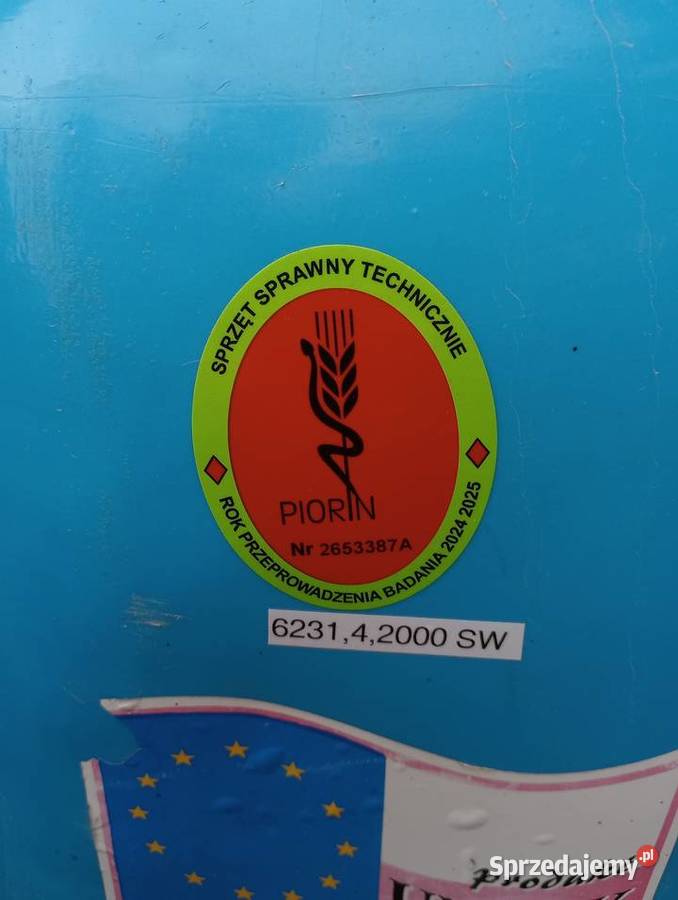 SPRZĘT SPRAWNY TECHNICZNIE
PIORIN
Nr 2653387A
ROK PRZEPROWADZENIA BADANIA 2024 2025
6231,4,2000 SW
Sprzedajemy.pl